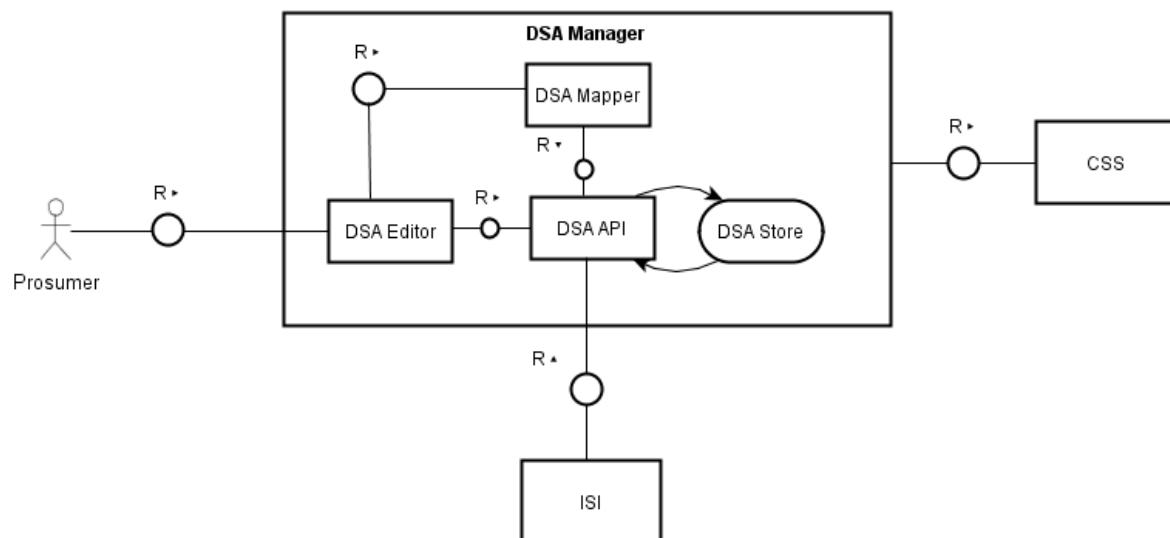 DSA Manager
R ▸
DSA Mapper
R ▾
R ▸
CSS
R ▸
R ▸
DSA Editor
DSA API
DSA Store
Prosumer
R ▴
ISI